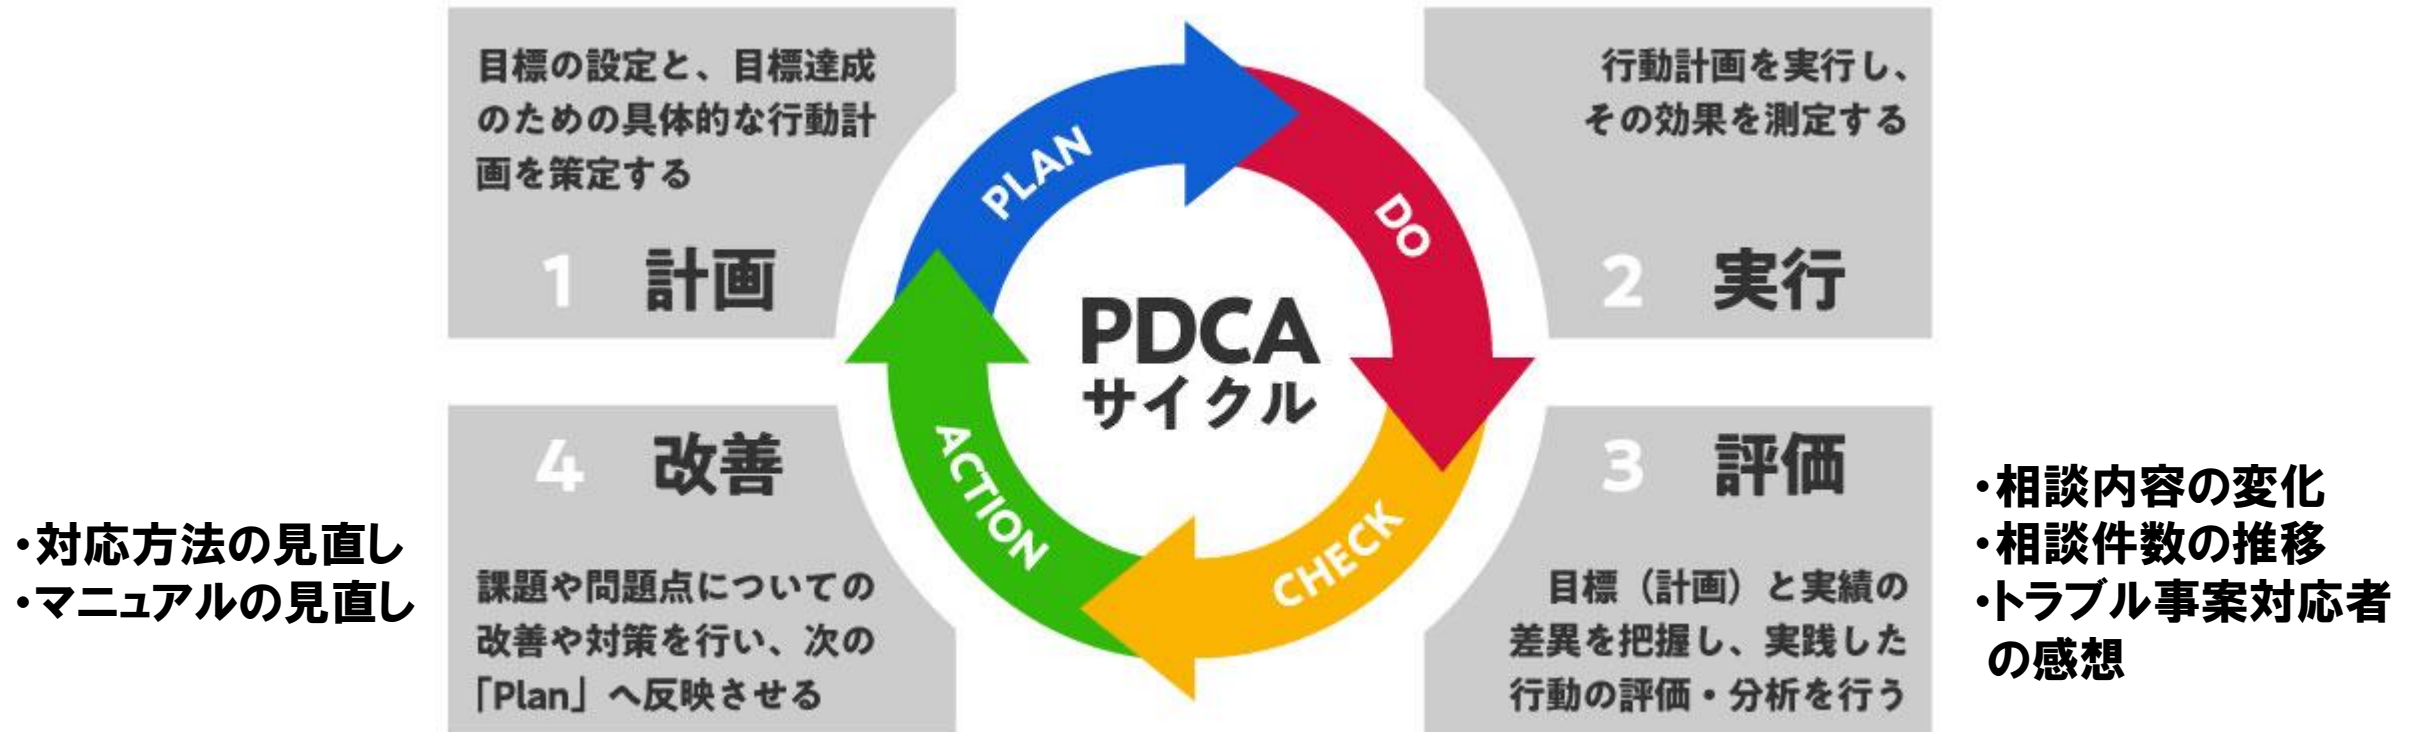 目標の設定と、目標達成
のための具体的な行動計
画を策定する
1 計画
PLAN
行動計画を実行し、
その効果を測定する
2 実行
DO
PDCA
サイクル
3 評価
目標（計画）と実績の
差異を把握し、実践した
行動の評価・分析を行う
CHECK
・相談内容の変化
・相談件数の推移
・トラブル事案対応者
の感想
4 改善
課題や問題点についての
改善や対策を行い、次の
「Plan」へ反映させる
ACTION
・対応方法の見直し
・マニュアルの見直し